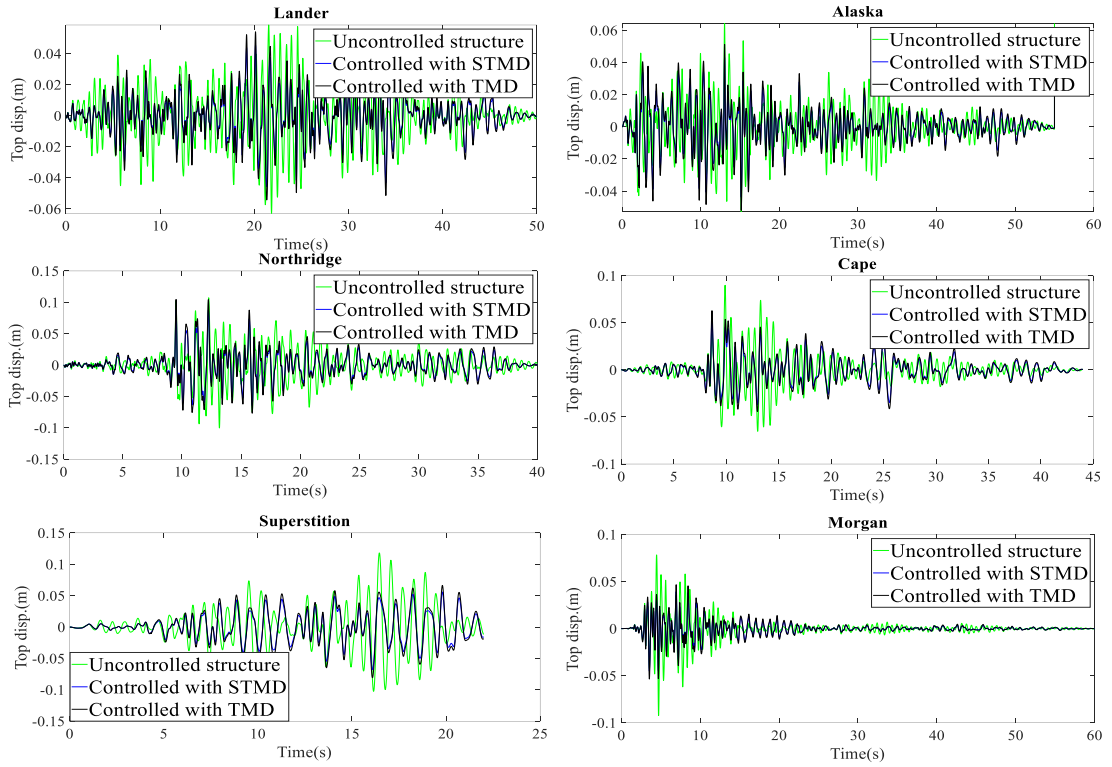 Lander
Top disp.(m)
0.04
0.02
0
-0.02
-0.04
-0.06
Uncontrolled structure
Controlled with STMD
Controlled with TMD
0 10 20 30 40 50
Time(s)
Alaska
Top disp.(m)
0.06
0.04
0.02
0
-0.02
-0.04
Uncontrolled structure
Controlled with STMD
Controlled with TMD
0 10 20 30 40 50 60
Time(s)
Northridge
Top disp.(m)
0.15
0.1
0.05
0
-0.05
-0.1
-0.15
Uncontrolled structure
Controlled with STMD
Controlled with TMD
0 5 10 15 20 25 30 35 40
Time(s)
Cape
Top disp.(m)
0.1
0.05
0
-0.05
-0.1
Uncontrolled structure
Controlled with STMD
Controlled with TMD
0 5 10 15 20 25 30 35 40 45
Time(s)
Superstition
Top disp.(m)
0.15
0.1
0.05
0
-0.05
-0.1
-0.15
Uncontrolled structure
Controlled with STMD
Controlled with TMD
0 5 10 15 20 25
Time(s)
Morgan
Top disp.(m)
0.1
0.05
0
-0.05
-0.1
Uncontrolled structure
Controlled with STMD
Controlled with TMD
0 10 20 30 40 50 60
Time(s)